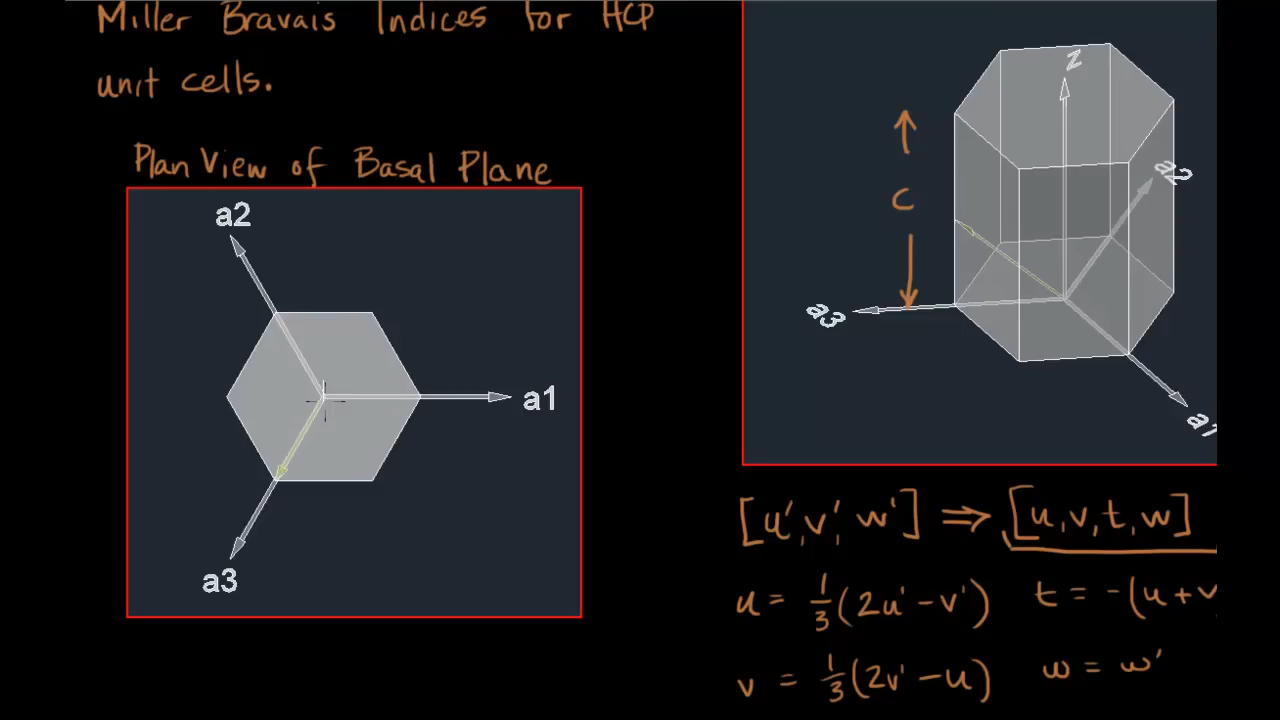 Miller Bravais Indices for HCP
unit cells.
Plan View of Basal Plane
a2
a1
a3
z
a2
c
a3
a1
[u',v',w'] ⇒ [u,v,t,w]
u = 1/3(2u'-v') t = -(u+v
v = 1/3(2v'-u) w = w'